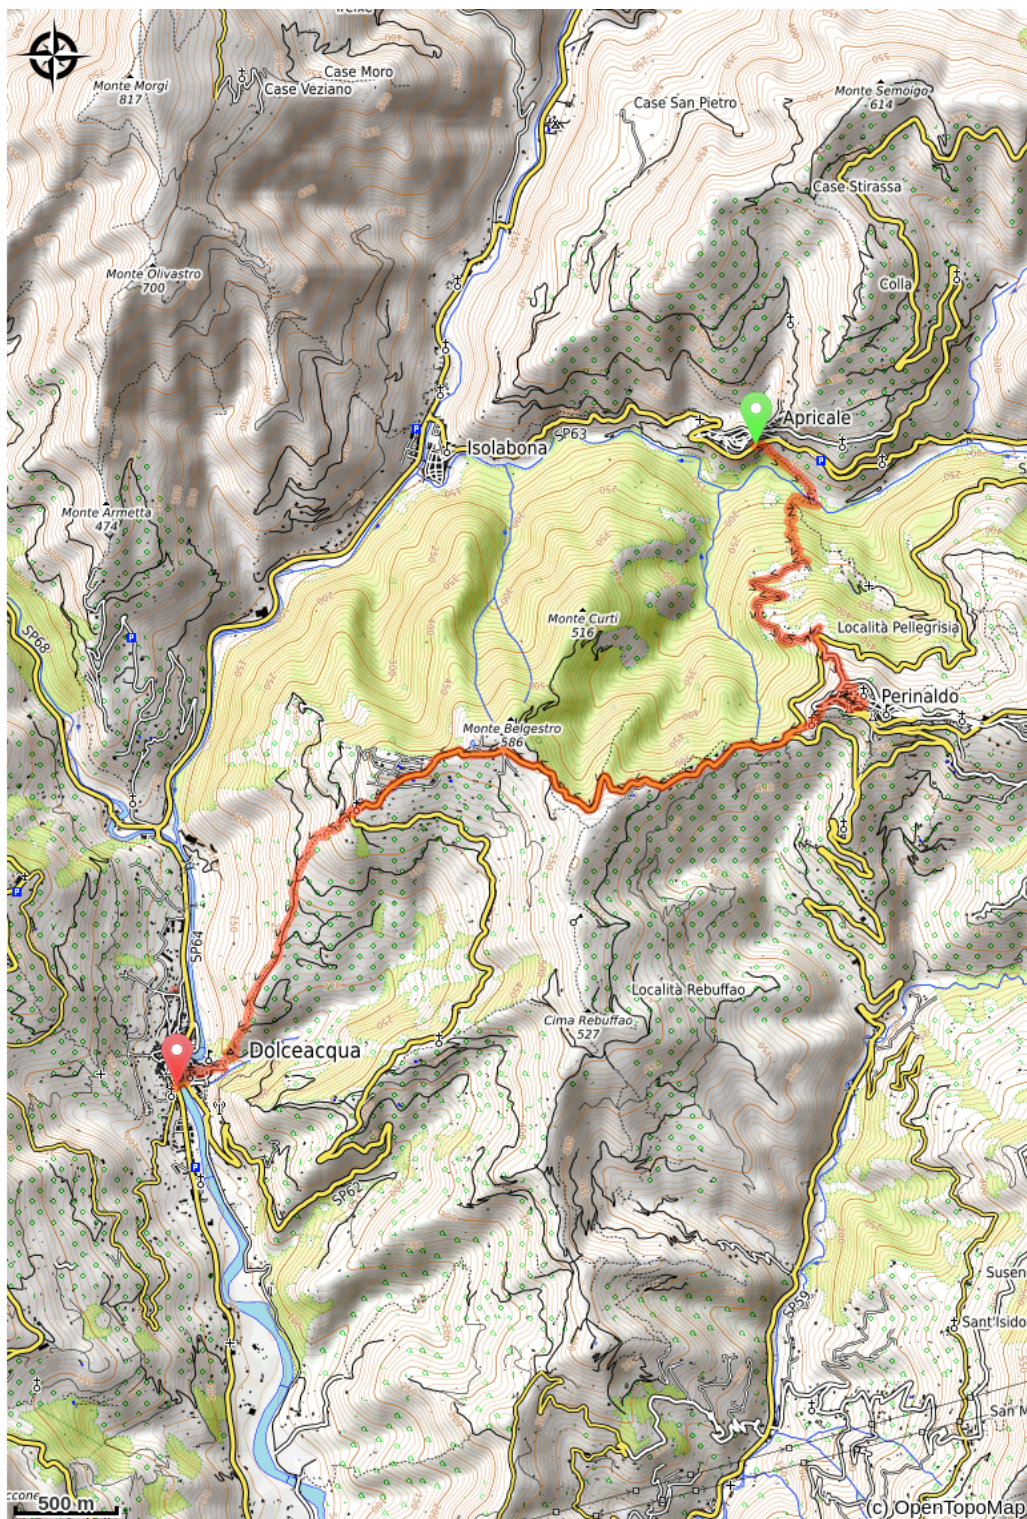 Case Moro
Case Veziano
Monte Morgi
817
Case San Pietro
Monte Semoigo
614
Case Stirassa
Monte Olivastro
700
Colla
Apricale
SP63
Isolabona
Monte Armetta
474
Monte Curti
516
Località Pellegrisia
SP68
Perinaldo
Monte Belgestro
586
SP64
Località Rebuffao
Cima Rebuffao
527
Dolceacqua
SP62
Susen
SP59
Sant'Isido
San M
ccone
500 m
(c) OpenTopoMap